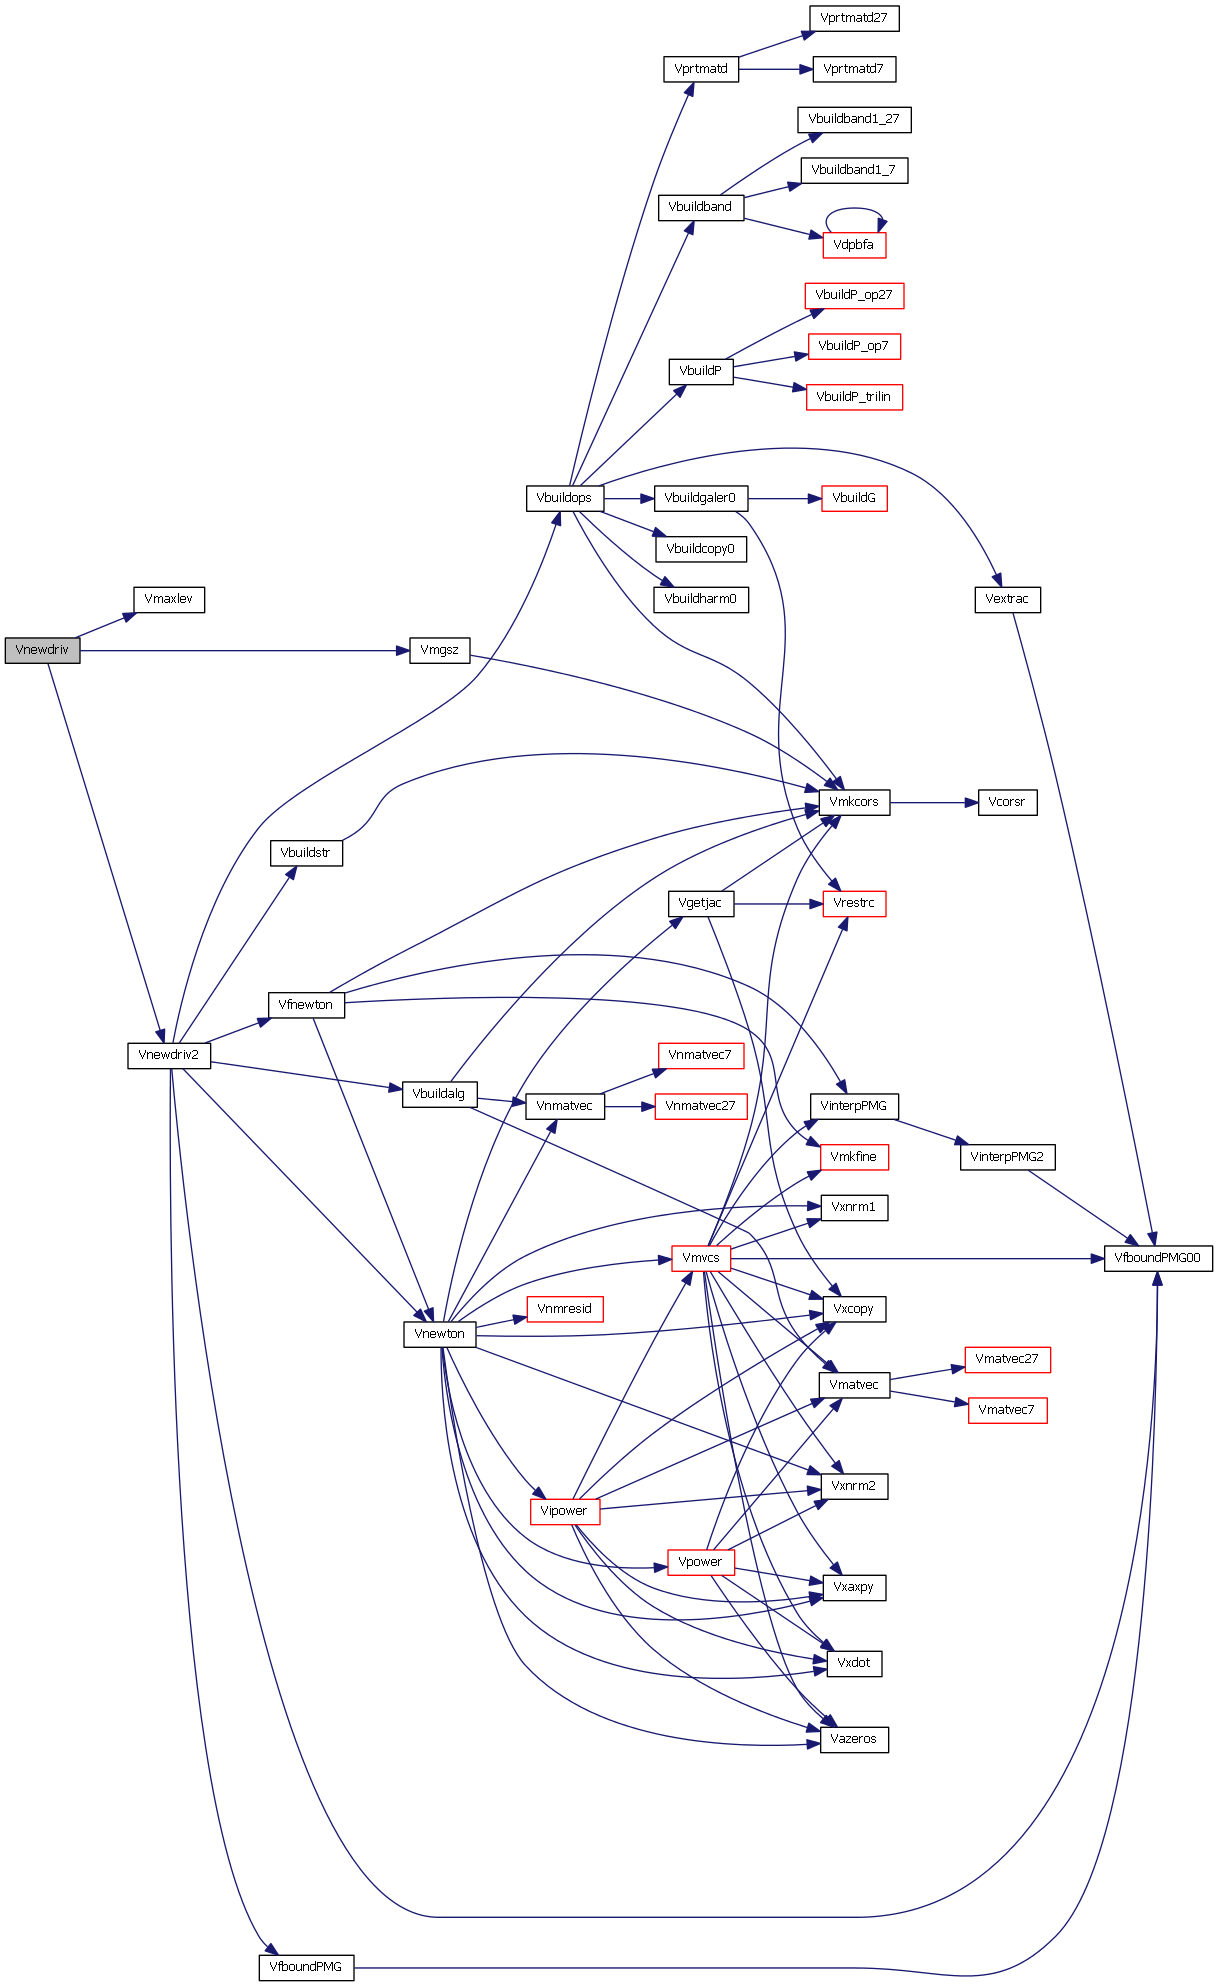 Vprtmatd27
Vprtmatd
Vprtmatd7
Vbuildband1_27
Vbuildband1_7
Vbuildband
Vdpbfa
VbuildP_op27
VbuildP_op7
VbuildP
VbuildP_trilin
Vbuildops
Vbuildgaler0
VbuildG
Vbuildcopy0
Vbuildharm0
Vmaxlev
Vextrac
Vnewdriv
Vmgsz
Vmkcors
Vcorsr
Vbuildstr
Vgetjac
Vrestrc
Vfnewton
Vnewdriv2
Vnmatvec7
Vbuildalg
Vnmatvec
Vnmatvec27
VinterpPMG
Vmkfine
VinterpPMG2
Vxnrm1
Vmvcs
VfboundPMG00
Vnmresid
Vxcopy
Vnewton
Vmatvec27
Vmatvec
Vmatvec7
Vxnrm2
Vipower
Vpower
Vxaxpy
Vxdot
Vazeros
VfboundPMG